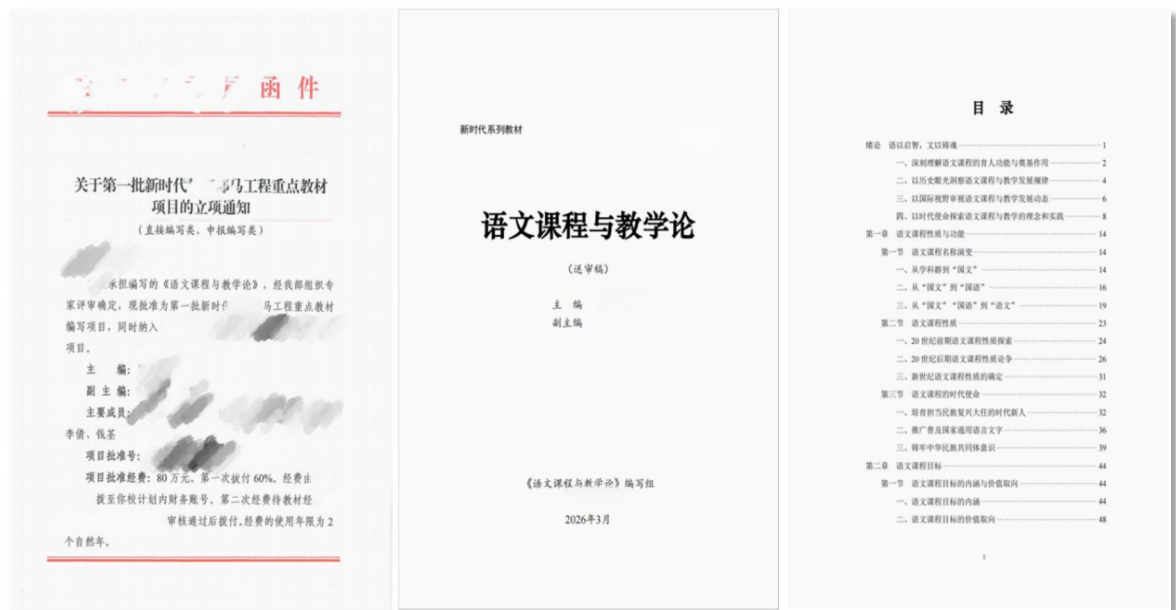 函件
关于第一批新时代 马工程重点教材
项目的立项通知
(直接编写类、申报编写类)
承担编写的《语文课程与教学论》,经我部组织专
家评审确定,现批准为第一批新时 马工程重点教材
编写项目,同时纳入
项目。
主 编:
副 主 编:
主要成员:
李倩、钱荃
项目批准号:
项目批准经费:80万元。第一次拨付60%。经费由
拨至你校计划内财务账号。第二次经费待教材经
审核通过后拨付,经费的使用年限为2
个自然年。
新时代系列教材
语文课程与教学论
(送审稿)
主 编
副主编
《语文课程与教学论》编写组
2026年3月
目 录
绪论 语以启智,文以铸魂 1
一、深刻理解语文课程的育人功能与奠基作用 2
二、以历史眼光洞察语文课程与教学发展规律 4
三、以国际视野审视语文课程与教学发展动态 6
四、以时代使命探索语文课程与教学的理念和实践 8
第一章 语文课程性质与功能 14
第一节 语文课程名称演变 14
一、从学科群到“国文” 14
二、从“国文”到“国语” 16
三、从“国文”“国语”到“语文” 19
第二节 语文课程性质 23
一、20世纪前期语文课程性质探索 24
二、20世纪后期语文课程性质论争 26
三、新世纪语文课程性质的确定 31
第三节 语文课程的时代使命 32
一、培育担当民族复兴大任的时代新人 32
二、推广普及国家通用语言文字 36
三、铸牢中华民族共同体意识 39
第二章 语文课程目标 44
第一节 语文课程目标的内涵与价值取向 44
一、语文课程目标的内涵 44
二、语文课程目标的价值取向 48
1